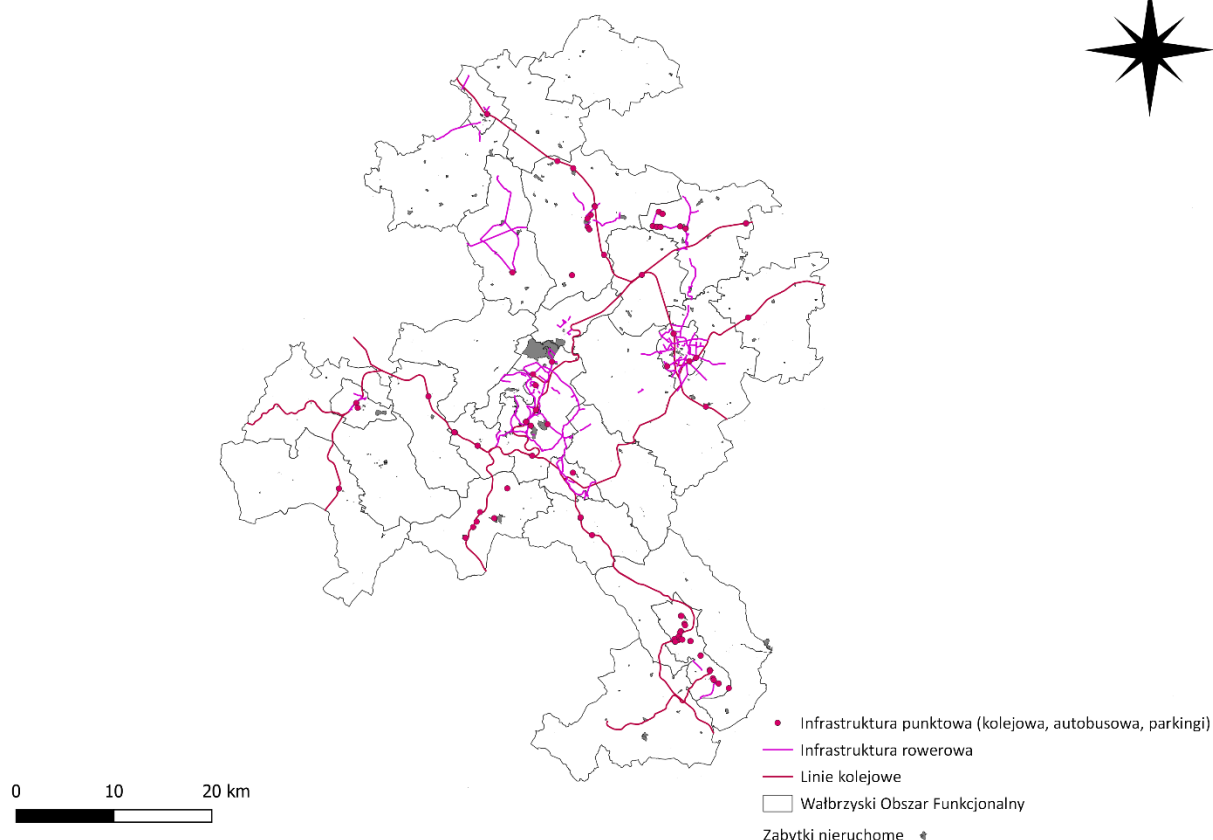 Infrastruktura punktowa (kolejowa, autobusowa, parkingi)
Infrastruktura rowerowa
Linie kolejowe
Wałbrzyski Obszar Funkcjonalny
Zabytki nieruchome
0 10 20 km